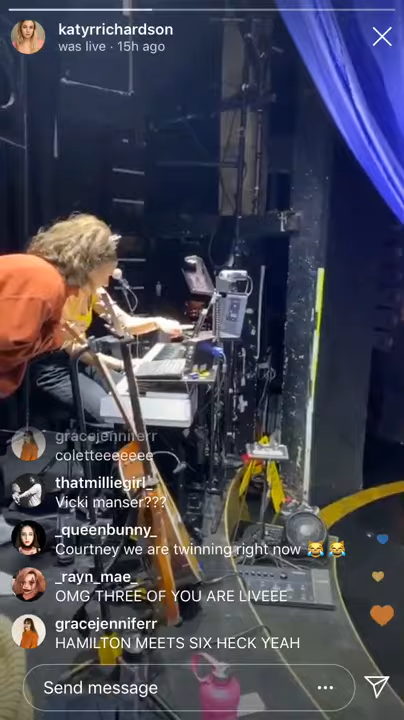 katyrrichardson
was live · 15h ago
gracejenniferr
coletteeeeeee
thatmilliegirl_
Vicki manser???
_queenbunny_
Courtney we are twinning right now 😹 😹
_rayn_mae_
OMG THREE OF YOU ARE LIVEEE
gracejenniferr
HAMILTON MEETS SIX HECK YEAH
Send message